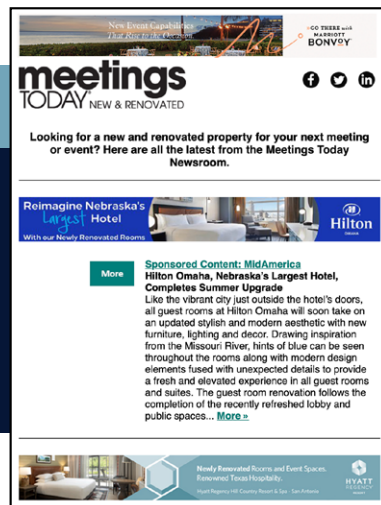 New Event Capabilities
That Rise to the Occasion.
GO THERE with
MARRIOTT
BONVOY
meetings
TODAY NEW & RENOVATED
Looking for a new and renovated property for your next meeting
or event? Here are all the latest from the Meetings Today
Newsroom.
Reimagine Nebraska's
Largest Hotel
With our Newly Renovated Rooms
Hilton
OMAHA
More
Sponsored Content: MidAmerica
Hilton Omaha, Nebraska's Largest Hotel,
Completes Summer Upgrade
Like the vibrant city just outside the hotel's doors,
all guest rooms at Hilton Omaha will soon take on
an updated stylish and modern aesthetic with new
furniture, lighting and decor. Drawing inspiration
from the Missouri River, hints of blue can be seen
throughout the rooms along with modern design
elements fused with unexpected details to provide
a fresh and elevated experience in all guest rooms
and suites. The guest room renovation follows the
completion of the recently refreshed lobby and
public spaces... More »
Newly Renovated Rooms and Event Spaces.
Renowned Texas Hospitality.
Hyatt Regency Hill Country Resort & Spa - San Antonio
HYATT
REGENCY